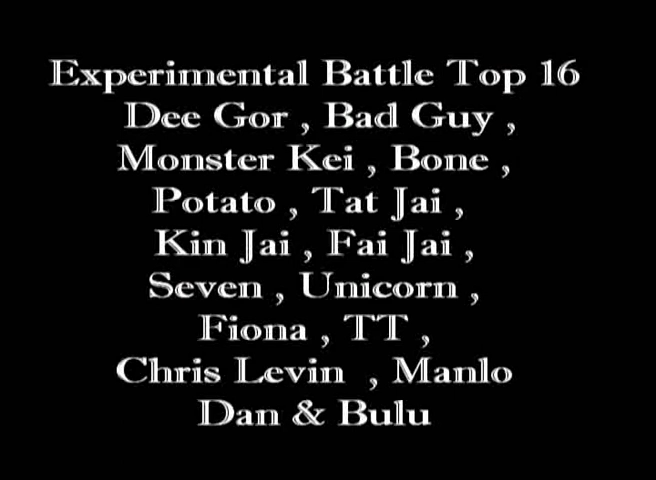 Experimental Battle Top 16
Dee Gor , Bad Guy ,
Monster Kei , Bone ,
Potato , Tat Jai ,
Kin Jai , Fai Jai ,
Seven , Unicorn ,
Fiona , TT ,
Chris Levin , Manlo
Dan & Bulu